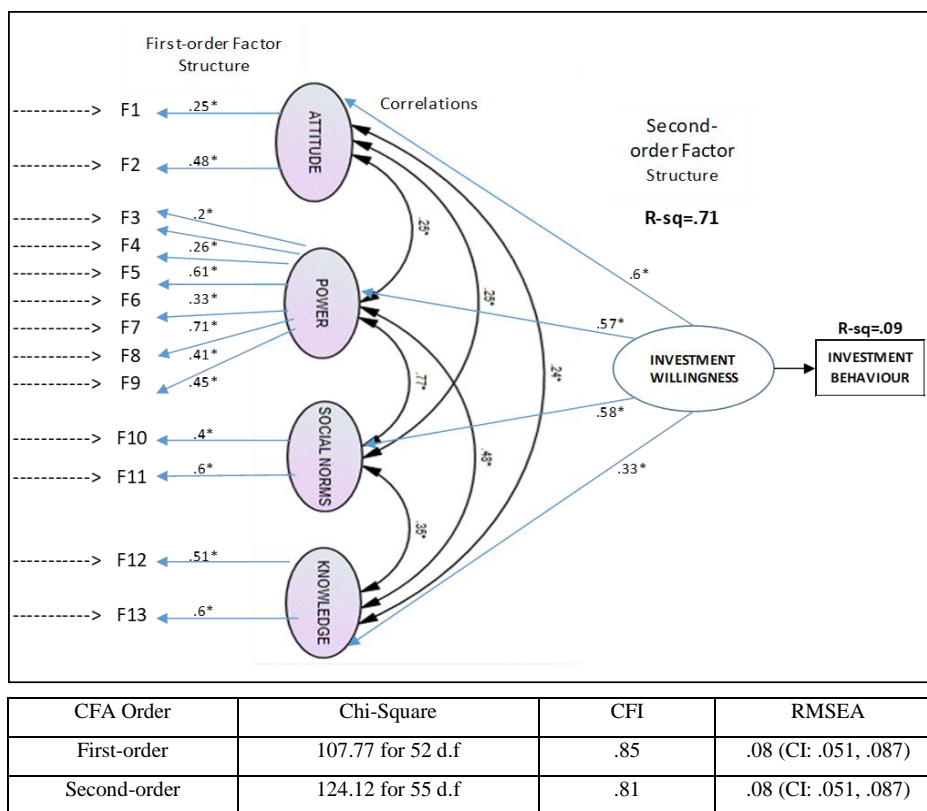 First-order Factor
Structure
Correlations
Second-
order Factor
Structure
R-sq=.71
-----------> F1 .25*
-----------> F2 .48*
-----------> F3 .2*
-----------> F4 .26*
-----------> F5 .61*
-----------> F6 .33*
-----------> F7 .71*
-----------> F8 .41*
-----------> F9 .45*
-----------> F10 .4*
-----------> F11 .6*
-----------> F12 .51*
-----------> F13 .6*
ATTITUDE
POWER
SOCIAL NORMS
KNOWLEDGE
.25*
.25*
.24*
.77*
.48*
.35*
.6*
.57*
.58*
.33*
INVESTMENT
WILLINGNESS
R-sq=.09
INVESTMENT
BEHAVIOUR
CFA Order Chi-Square CFI RMSEA
First-order 107.77 for 52 d.f .85 .08 (CI: .051, .087)
Second-order 124.12 for 55 d.f .81 .08 (CI: .051, .087)